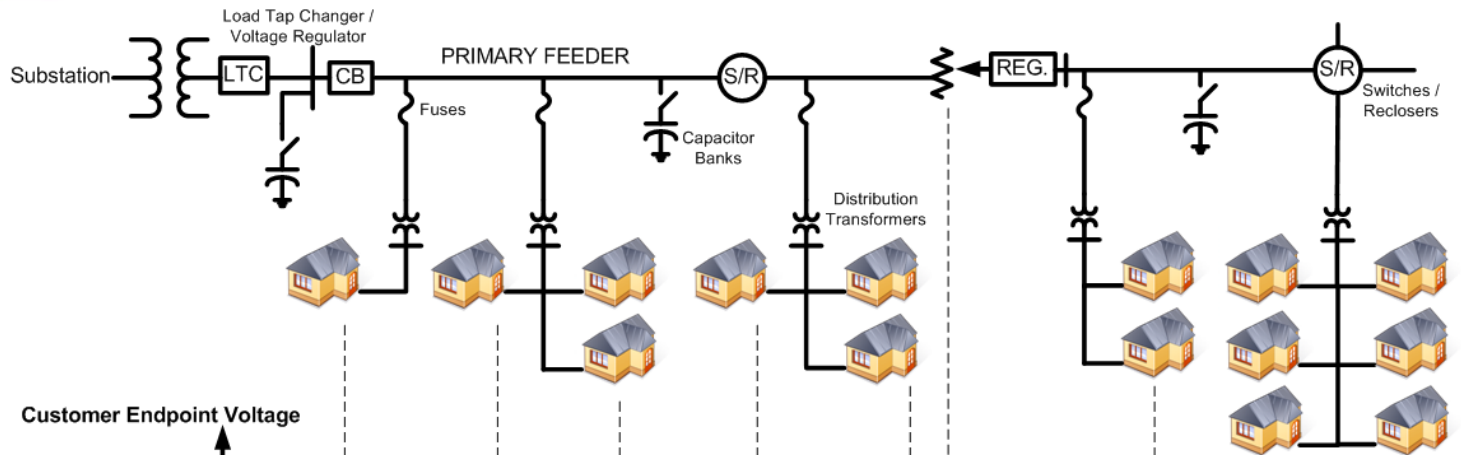 Load Tap Changer /
Voltage Regulator
PRIMARY FEEDER
Substation
LTC
CB
S/R
REG.
S/R
Switches /
Reclosers
Fuses
Capacitor
Banks
Distribution
Transformers
Customer Endpoint Voltage